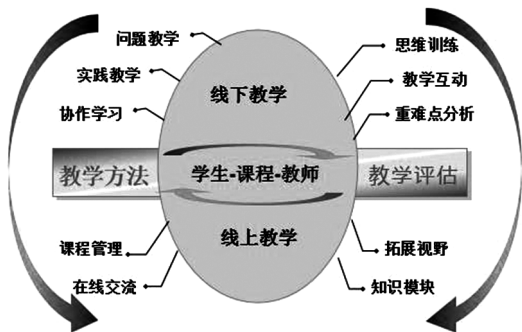 问题教学
思维训练
实践教学
线下教学
教学互动
协作学习
重难点分析
教学方法
学生-课程-教师
教学评估
课程管理
线上教学
拓展视野
在线交流
知识模块